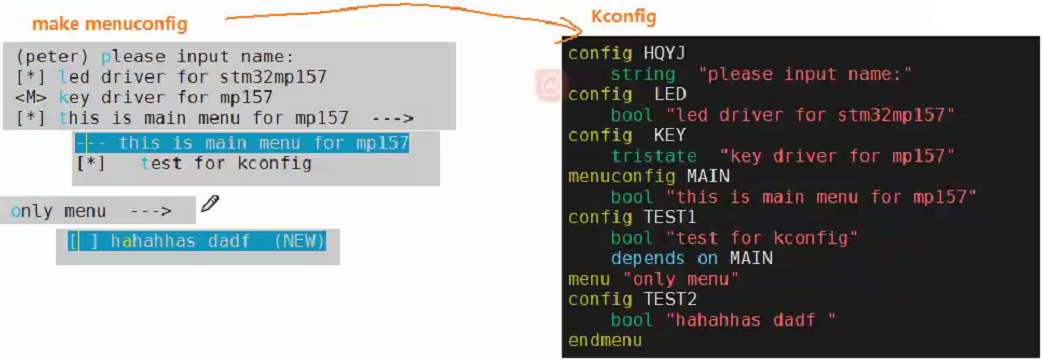 make menuconfig
(peter) please input name:
[*] led driver for stm32mp157
<M> key driver for mp157
[*] this is main menu for mp157  --->
--- this is main menu for mp157
[*]   test for kconfig
only menu  --->
[ ] hahahhas dadf  (NEW)
Kconfig
config HQYJ
    string  "please input name:"
config  LED
    bool "led driver for stm32mp157"
config  KEY
    tristate  "key driver for mp157"
menuconfig MAIN
    bool "this is main menu for mp157"
config TEST1
    bool "test for kconfig"
    depends on MAIN
menu "only menu"
config TEST2
    bool "hahahhas dadf "
endmenu